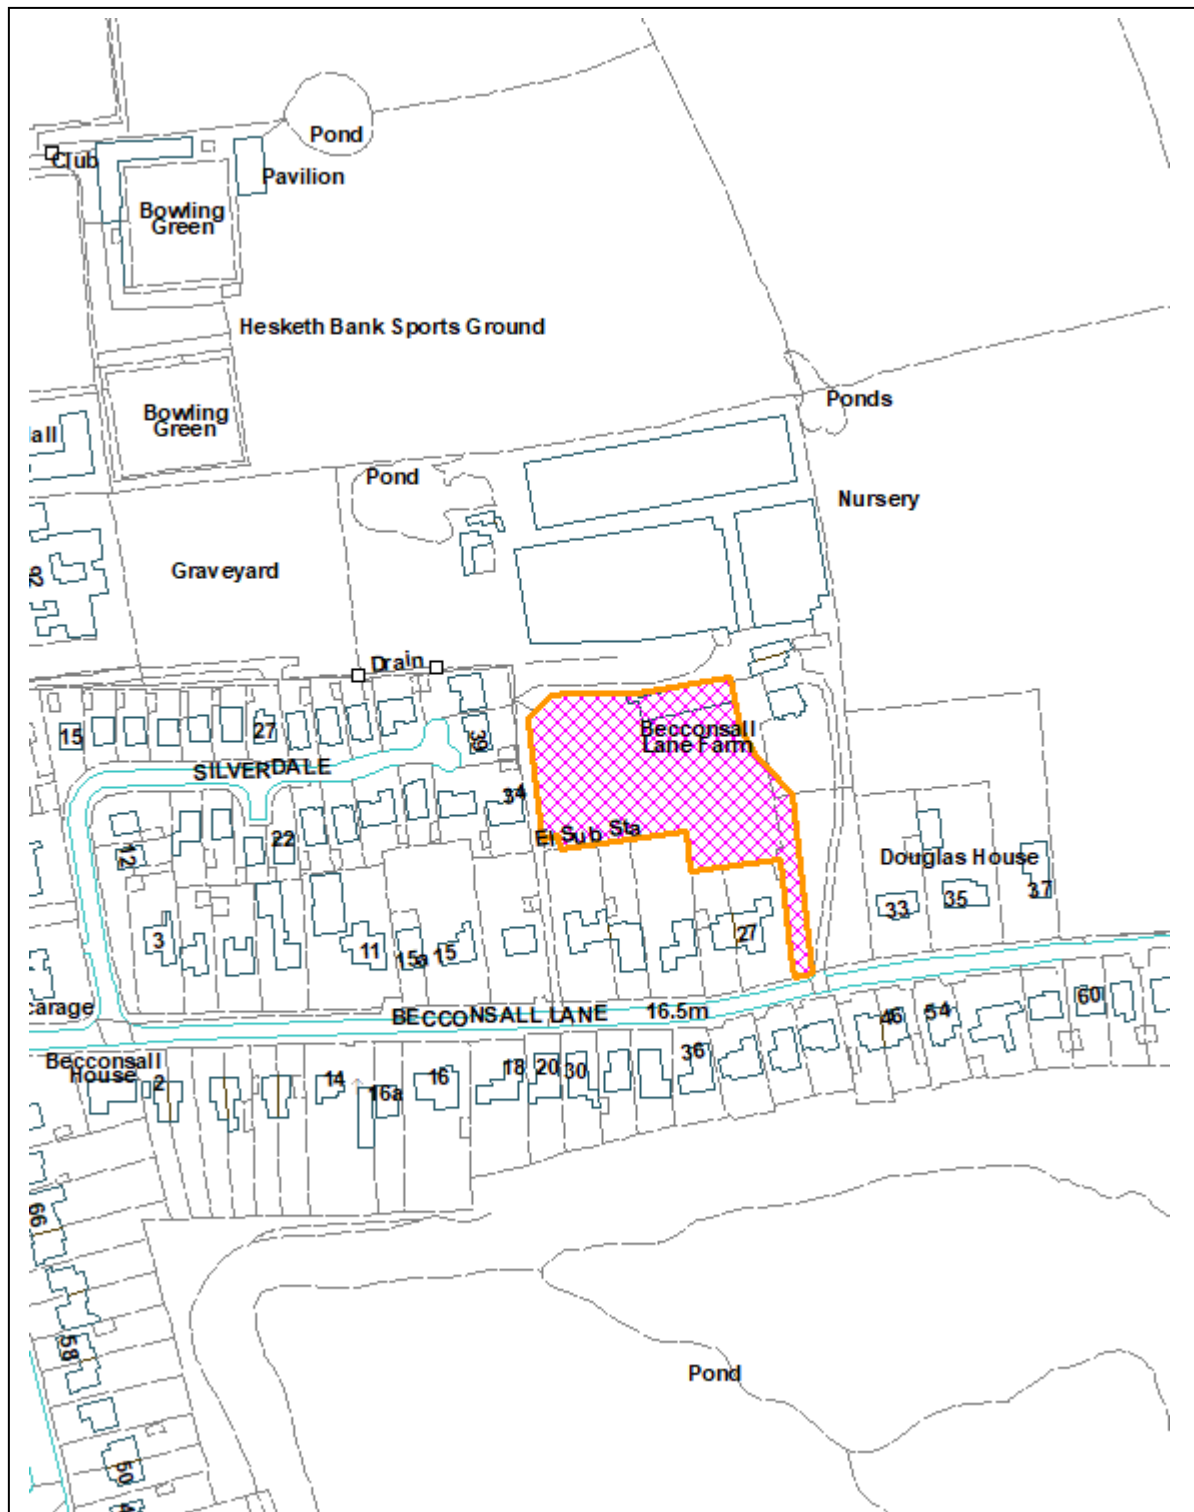 Pond
Club
Pavilion
Bowling
Green
Hesketh Bank Sports Ground
Ponds
Bowling
Green
all
Pond
Nursery
Graveyard
Drain
15
27
39
Becconsall
Lane Farm
SILVERDALE
34
El Sub Sta
22
12
Douglas House
33
35
37
3
11
15a
15
27
carage
BECCONSALL LANE
16.5m
60
46
54
Becconsall
House
2
14
16a
16
18
20
30
36
66
58
Pond
50